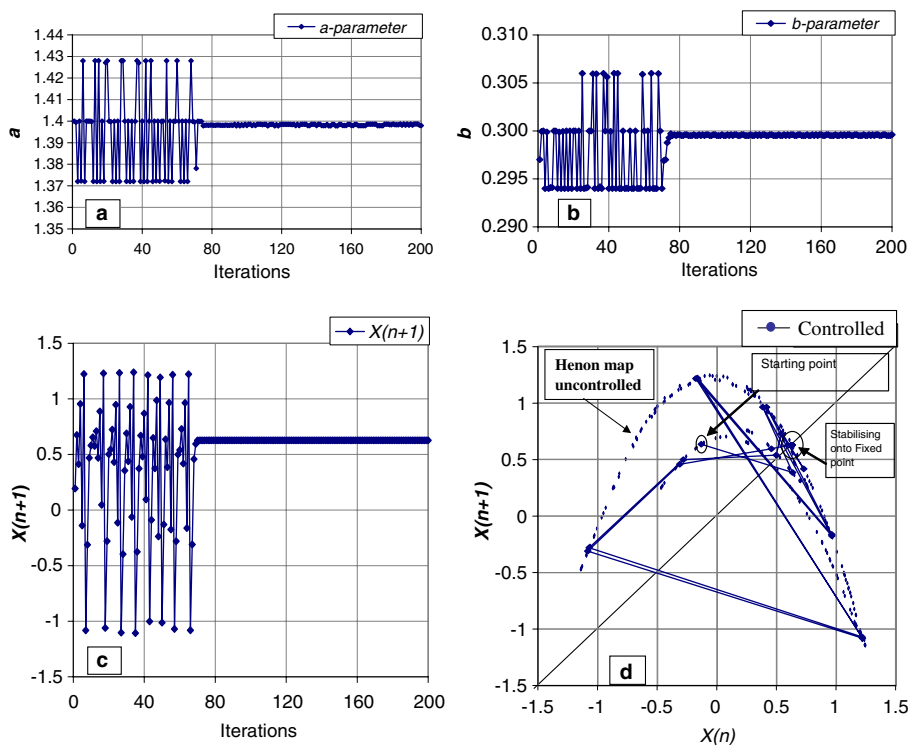 a-parameter
1.44
1.43
1.42
1.41
1.4
1.39
1.38
1.37
1.36
1.35
a
a
0 40 80 120 160 200
Iterations
b-parameter
0.310
0.305
0.300
0.295
0.290
b
b
0 40 80 120 160 200
Iterations
X(n+1)
1.5
1
0.5
0
-0.5
-1
-1.5
X(n+1)
c
0 40 80 120 160 200
Iterations
Controlled
1.5
1
0.5
0
-0.5
-1
-1.5
X(n+1)
Henon map
uncontrolled
Starting point
Stabilising
onto Fixed
point
d
-1.5 -1 -0.5 0 0.5 1 1.5
X(n)